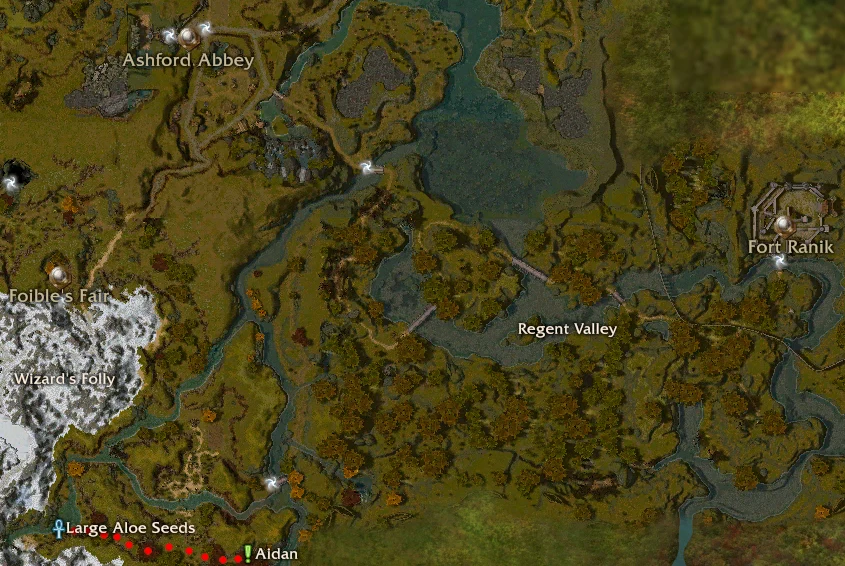 Ashford Abbey
Fort Ranik
Foible's Fair
Regent Valley
Wizard's Folly
Large Aloe Seeds
Aidan